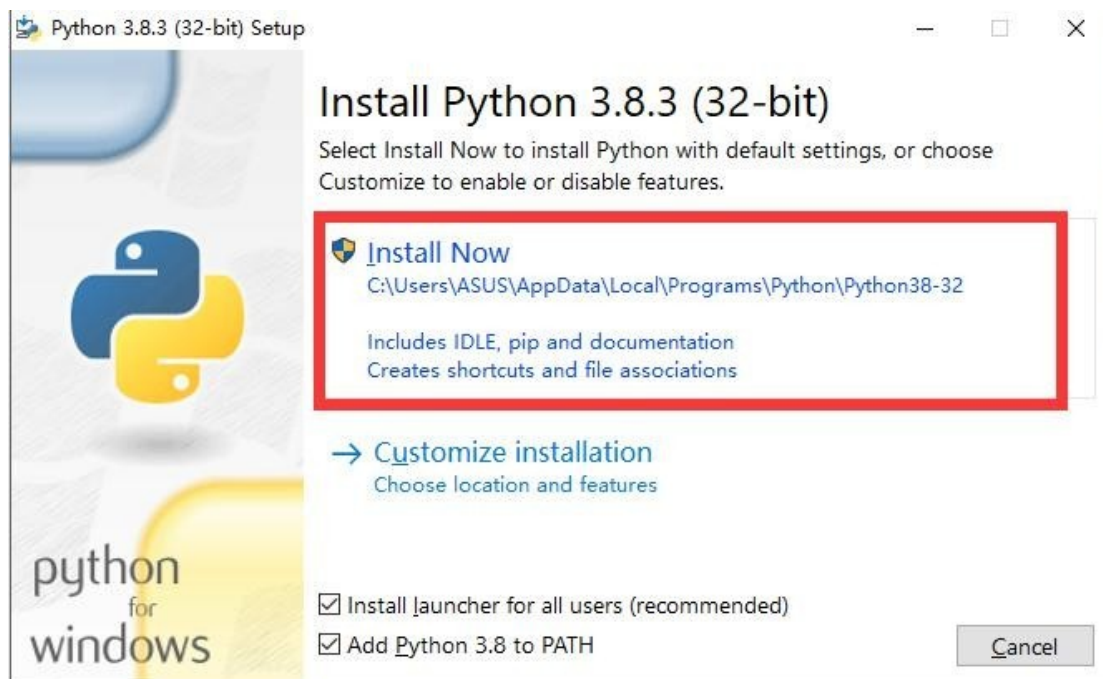 Python 3.8.3 (32-bit) Setup
Install Python 3.8.3 (32-bit)
Select Install Now to install Python with default settings, or choose
Customize to enable or disable features.
Install Now
C:\Users\ASUS\AppData\Local\Programs\Python\Python38-32
Includes IDLE, pip and documentation
Creates shortcuts and file associations
Customize installation
Choose location and features
python
for
windows
Install launcher for all users (recommended)
Add Python 3.8 to PATH
Cancel